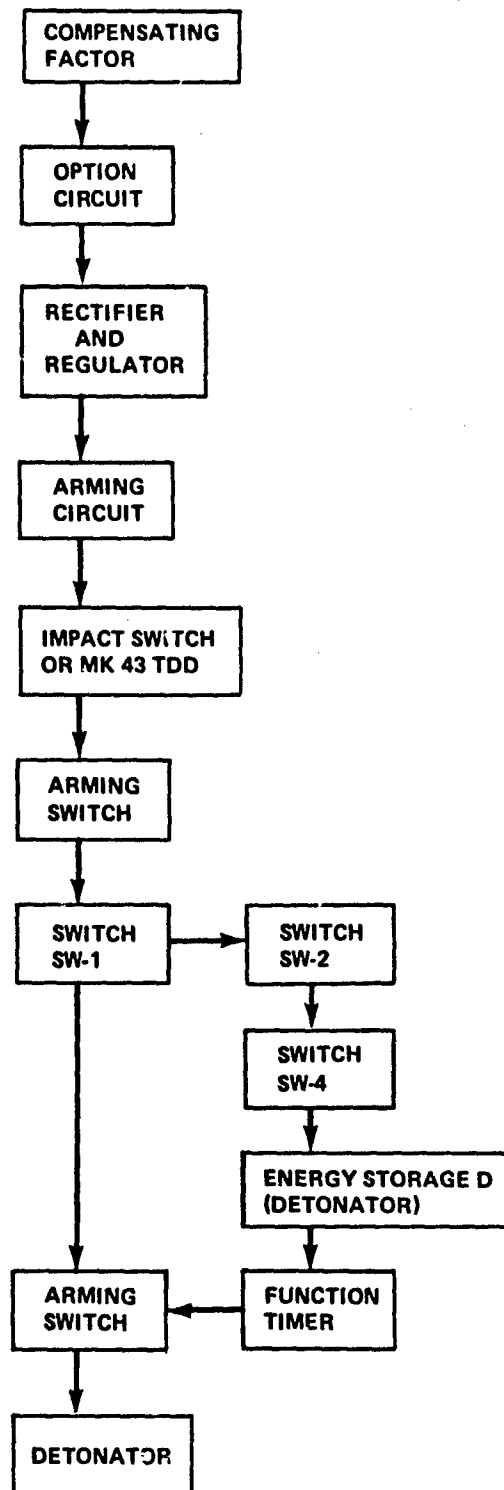 COMPENSATING
FACTOR
OPTION
CIRCUIT
RECTIFIER
AND
REGULATOR
ARMING
CIRCUIT
IMPACT SWITCH
OR MK 43 TDD
ARMING
SWITCH
SWITCH
SW-1
SWITCH
SW-2
SWITCH
SW-4
ENERGY STORAGE D
(DETONATOR)
ARMING
SWITCH
FUNCTION
TIMER
DETONATOR